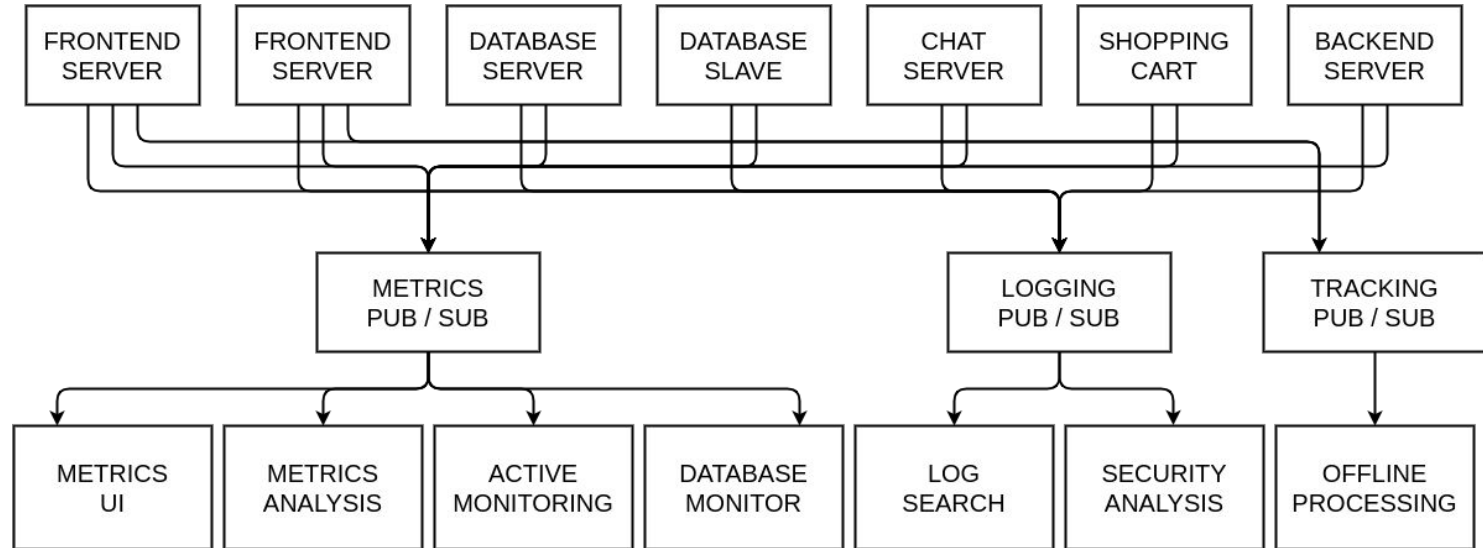 FRONTEND
SERVER
FRONTEND
SERVER
DATABASE
SERVER
DATABASE
SLAVE
CHAT
SERVER
SHOPPING
CART
BACKEND
SERVER
METRICS
PUB / SUB
LOGGING
PUB / SUB
TRACKING
PUB / SUB
METRICS
UI
METRICS
ANALYSIS
ACTIVE
MONITORING
DATABASE
MONITOR
LOG
SEARCH
SECURITY
ANALYSIS
OFFLINE
PROCESSING